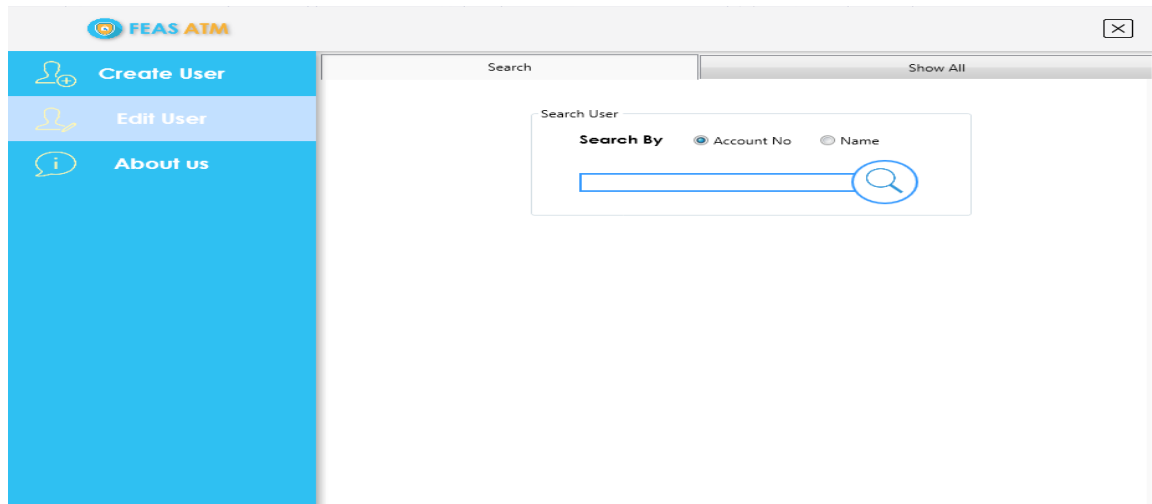 FEAS ATM
Create User
Edit User
About us
Search
Show All
Search User
Search By Account No Name